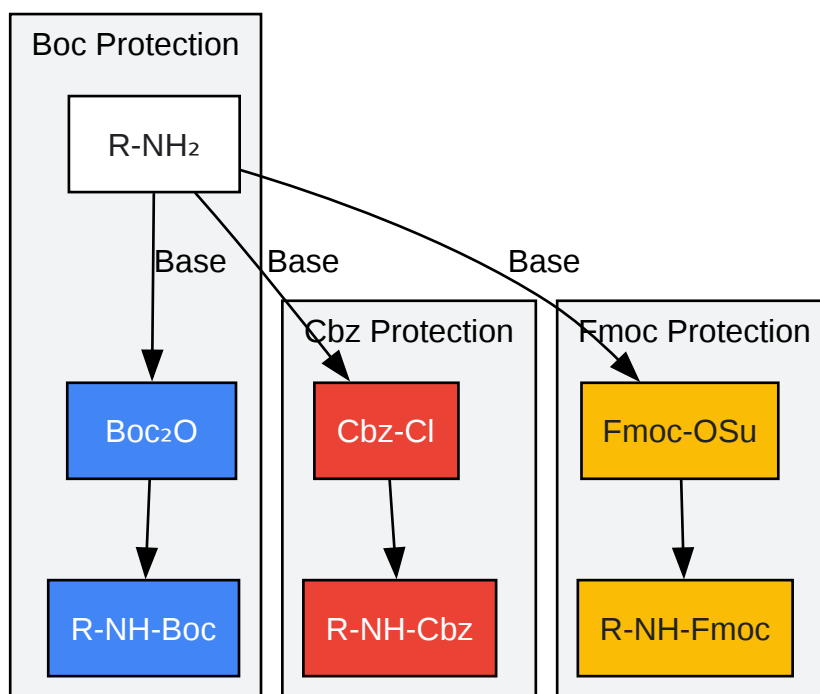 Boc Protection
R-NH₂
Base
Base
Base
Cbz Protection
Fmoc Protection
Boc₂O
Cbz-Cl
Fmoc-OSu
R-NH-Boc
R-NH-Cbz
R-NH-Fmoc